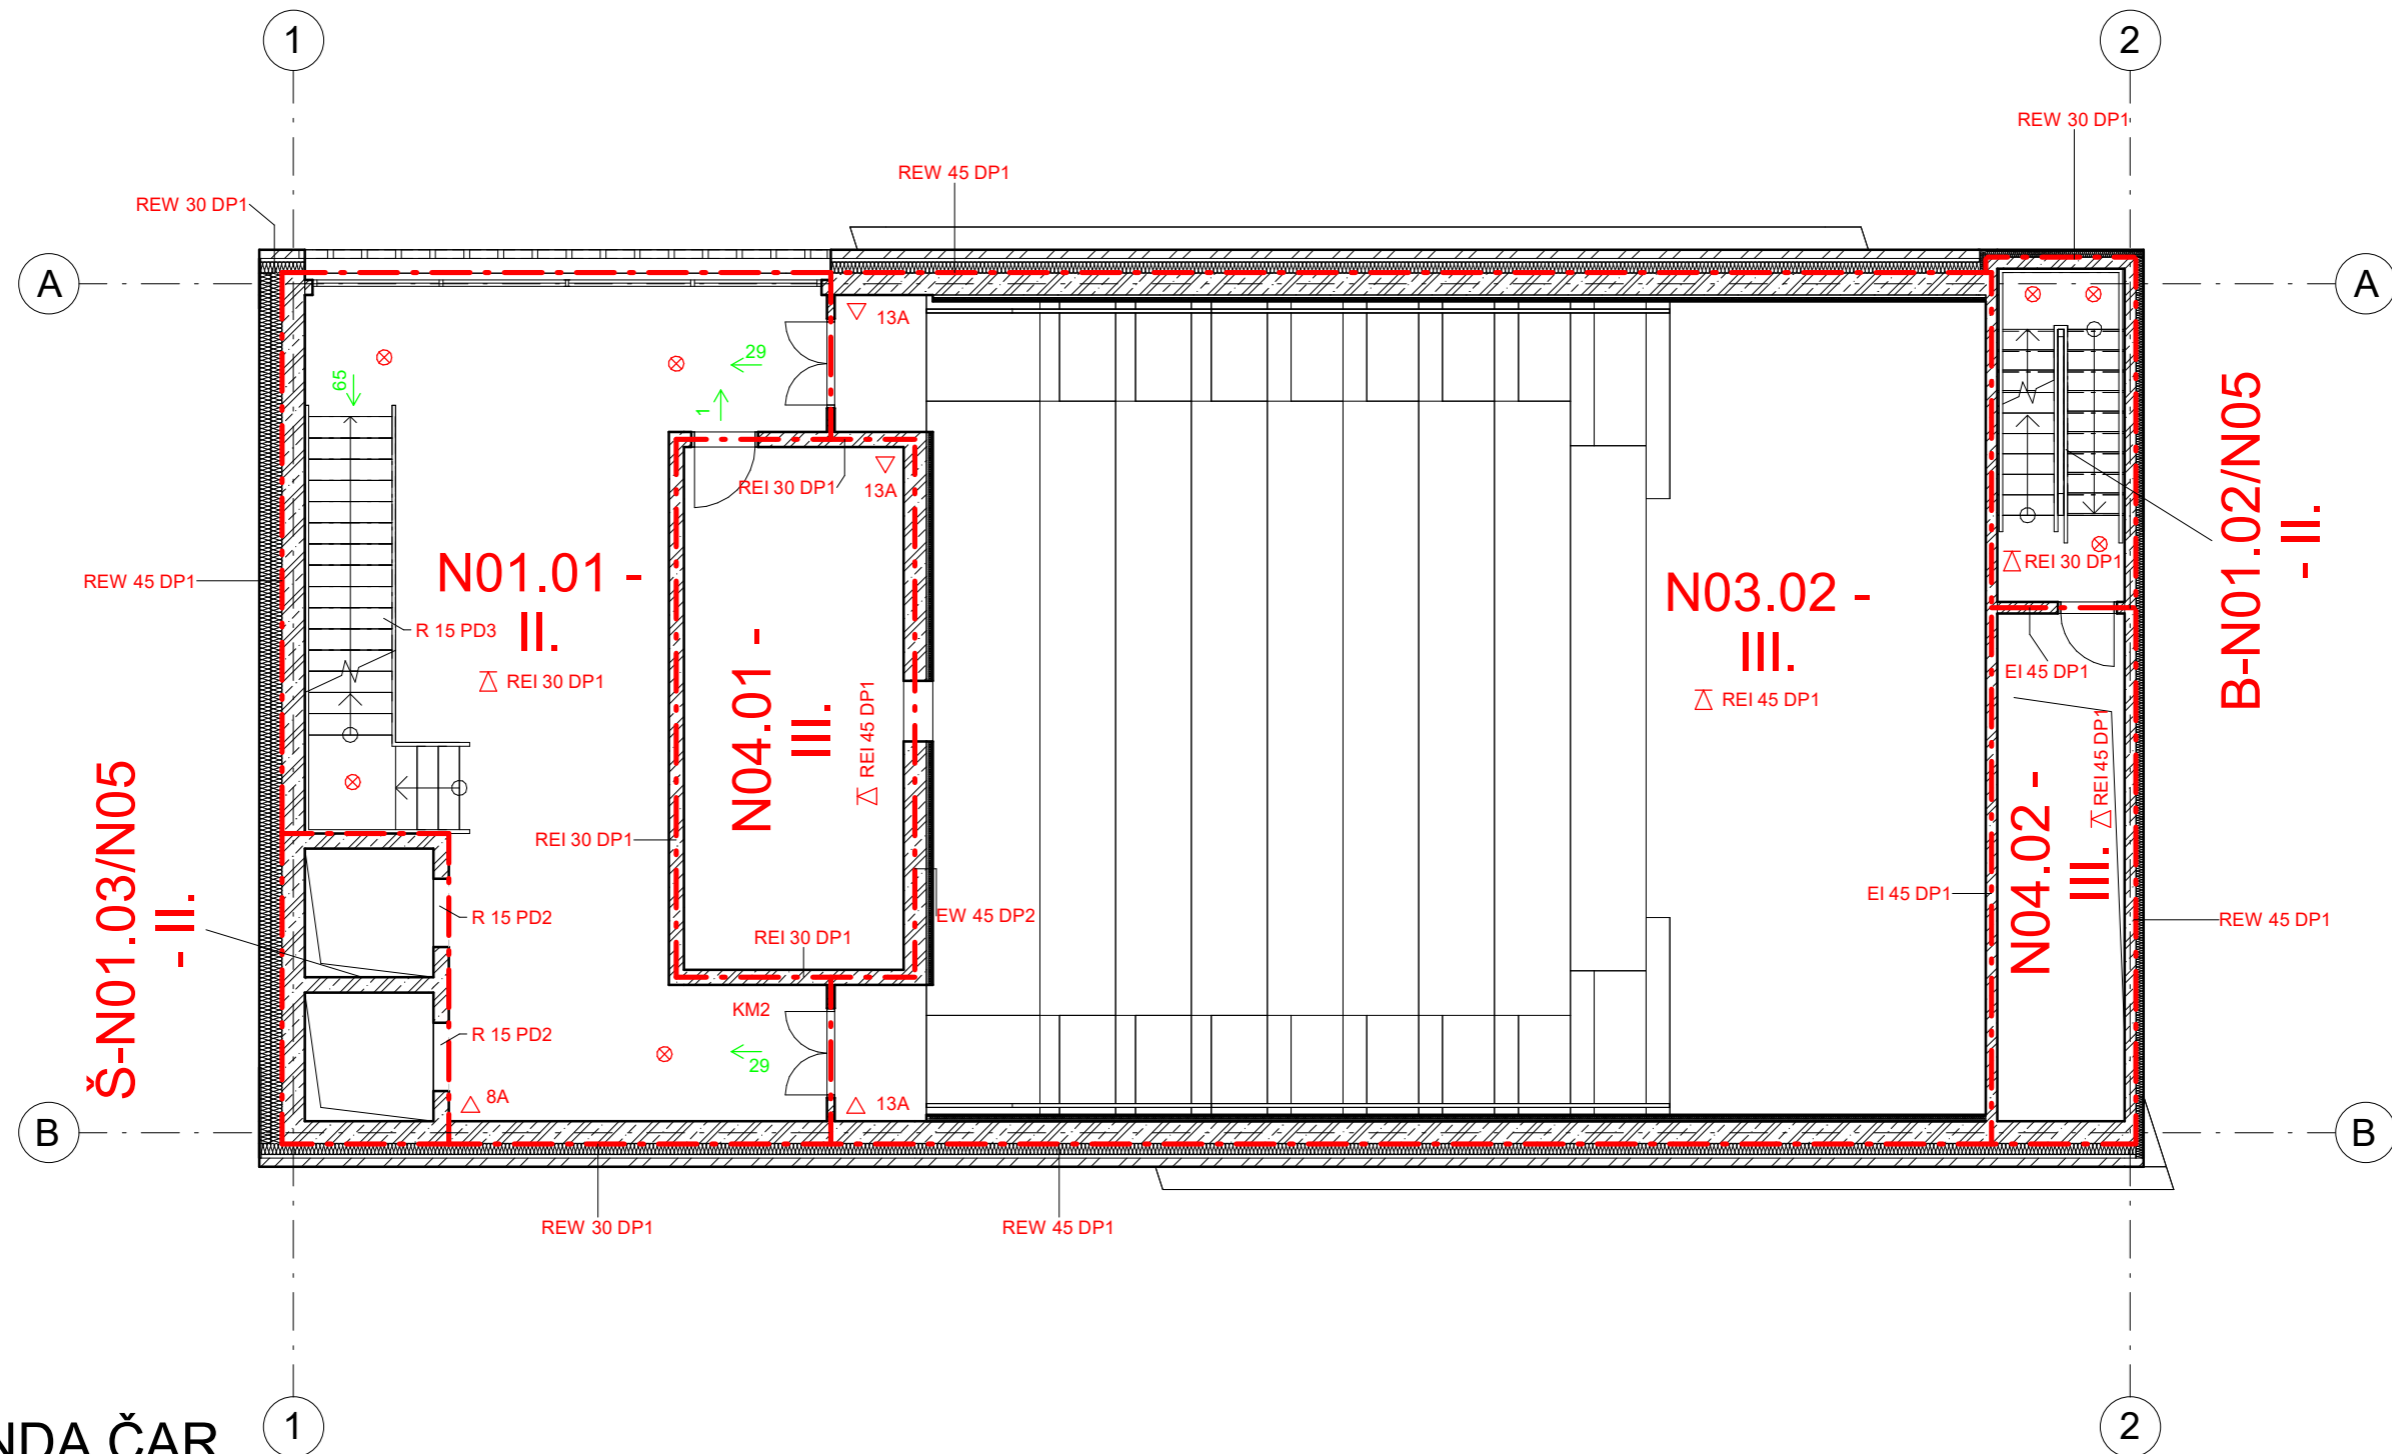 1
2
REW 30 DP1
REW 45 DP1
REW 30 DP1
A
A
13A
29
65
1
13A
REI 30 DP1
N01.01 -
II.
REI 30 DP1
R 15 PD3
REW 45 DP1
N04.01 -
III.
REI 45 DP1
N03.02 -
III.
REI 45 DP1
REI 30 DP1
B-N01.02/N05
- II.
EI 45 DP1
REI 45 DP1
N04.02 -
III.
EI 45 DP1
REW 45 DP1
Š-N01.03/N05
- II.
REI 30 DP1
R 15 PD2
EW 45 DP2
REI 30 DP1
KM2
R 15 PD2
29
8A
13A
B
B
REW 30 DP1
REW 45 DP1
1
2
NDA ČAR